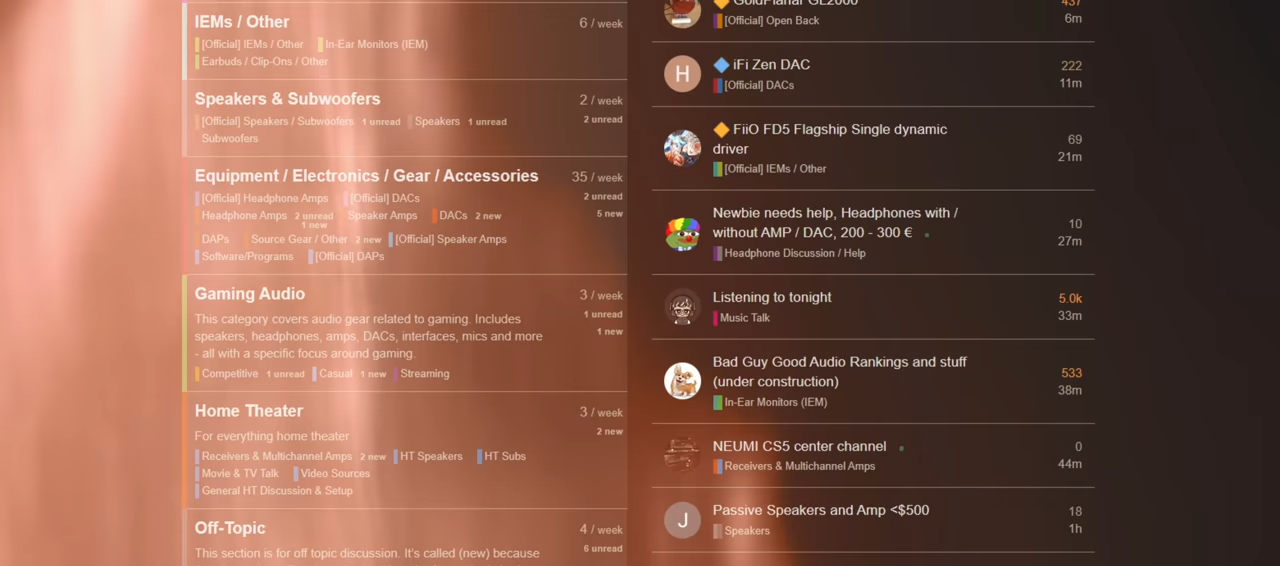 IEMs / Other
6 / week
[Official] IEMs / Other In-Ear Monitors (IEM)
Earbuds / Clip-Ons / Other
Speakers & Subwoofers
2 / week
[Official] Speakers / Subwoofers 1 unread Speakers 1 unread
2 unread
Subwoofers
Equipment / Electronics / Gear / Accessories
35 / week
[Official] Headphone Amps [Official] DACs
2 unread
Headphone Amps 2 unread Speaker Amps DACs 2 new
5 new
1 new
DAPs Source Gear / Other 2 new [Official] Speaker Amps
Software/Programs [Official] DAPs
Gaming Audio
3 / week
This category covers audio gear related to gaming. Includes
1 unread
speakers, headphones, amps, DACs, interfaces, mics and more
1 new
- all with a specific focus around gaming.
Competitive 1 unread Casual 1 new Streaming
Home Theater
3 / week
For everything home theater
2 new
Receivers & Multichannel Amps 2 new HT Speakers HT Subs
Movie & TV Talk Video Sources
General HT Discussion & Setup
Off-Topic
4 / week
This section is for off topic discussion. It's called (new) because
6 unread
GoldPlanar GL2000
437
[Official] Open Back
6m
H
iFi Zen DAC
222
[Official] DACs
11m
FiiO FD5 Flagship Single dynamic
69
driver
21m
[Official] IEMs / Other
Newbie needs help, Headphones with /
10
without AMP / DAC, 200 - 300 €
27m
Headphone Discussion / Help
Listening to tonight
5.0k
Music Talk
33m
Bad Guy Good Audio Rankings and stuff
533
(under construction)
38m
In-Ear Monitors (IEM)
NEUMI CS5 center channel
0
Receivers & Multichannel Amps
44m
J
Passive Speakers and Amp <$500
18
Speakers
1h